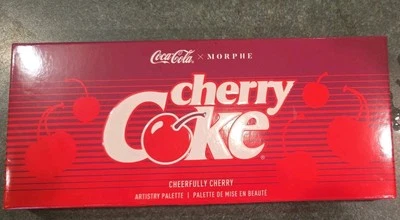 Coca-Cola × MORPHE
cherry
Coke®
CHEERFULLY CHERRY
ARTISTRY PALETTE | PALETTE DE MISE EN BEAUTÉ